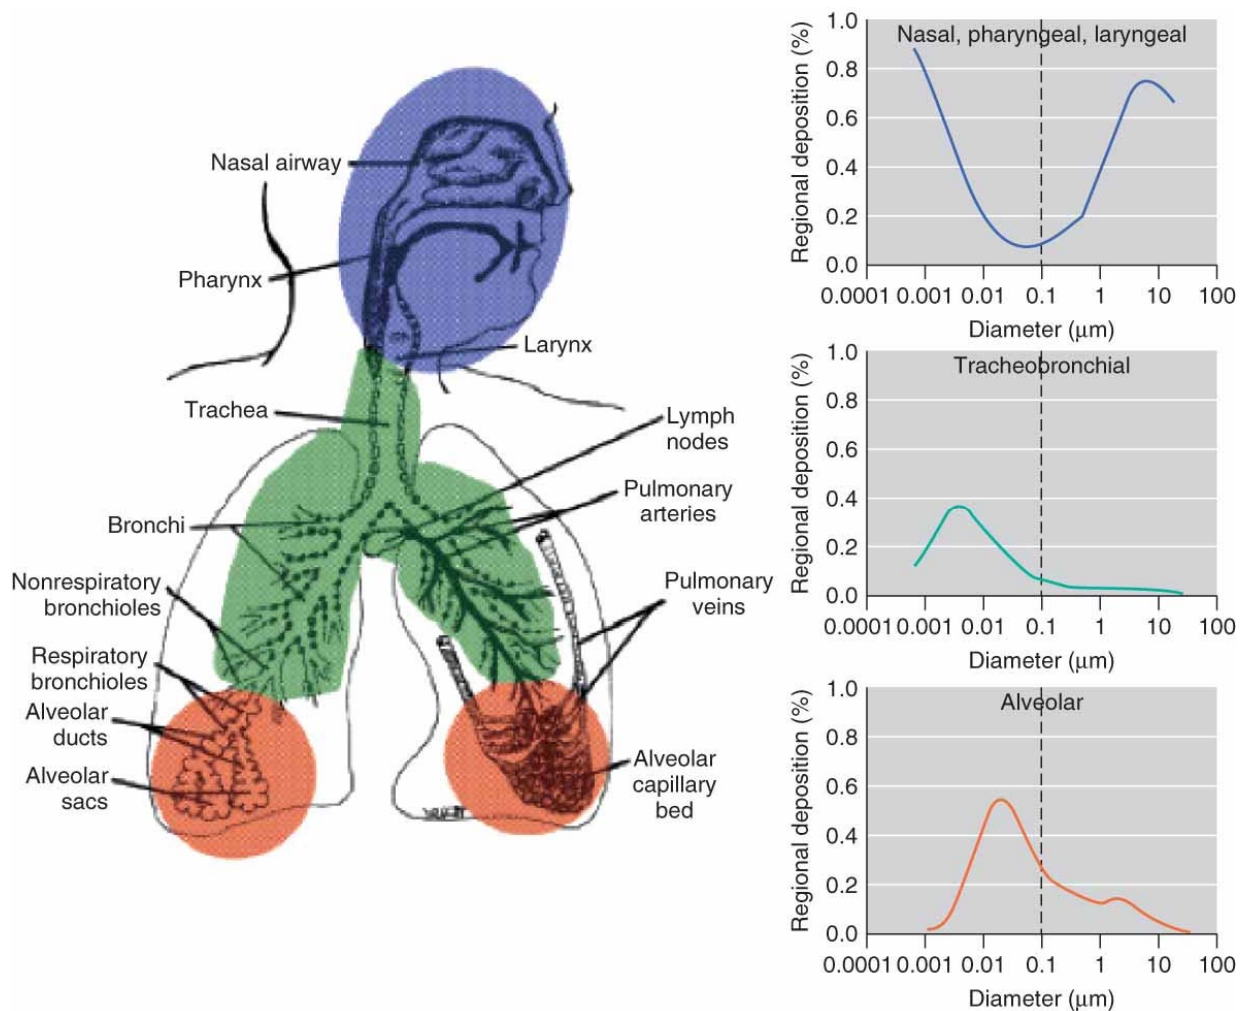 Nasal airway
Pharynx
Larynx
Trachea
Lymph
nodes
Pulmonary
arteries
Bronchi
Nonrespiratory
bronchioles
Pulmonary
veins
Respiratory
bronchioles
Alveolar
ducts
Alveolar
sacs
Alveolar
capillary
bed
Nasal, pharyngeal, laryngeal
Regional deposition (%)
1.0
0.8
0.6
0.4
0.2
0.0
0.0001 0.001 0.01 0.1 1 10 100
Diameter (μm)
Tracheobronchial
Regional deposition (%)
1.0
0.8
0.6
0.4
0.2
0.0
0.0001 0.001 0.01 0.1 1 10 100
Diameter (μm)
Alveolar
Regional deposition (%)
1.0
0.8
0.6
0.4
0.2
0.0
0.0001 0.001 0.01 0.1 1 10 100
Diameter (μm)